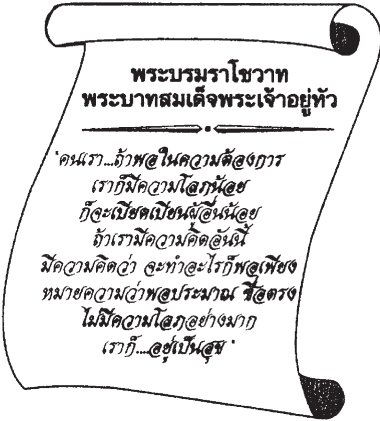 พระบรมราโชวาท
พระบาทสมเด็จพระเจ้าอยู่หัว
"คนเรา...ถ้าพอในความต้องการ
เราก็มีความโลภน้อย
ก็จะเบียดเบียนผู้อื่นน้อย
ถ้าเรามีความคิดอันนี้
มีความคิดว่า จะทำอะไรก็พอเพียง
หมายความว่าพอประมาณ ซื่อตรง
ไม่มีความโลภอย่างมาก
เราก็....อยู่เป็นสุข"